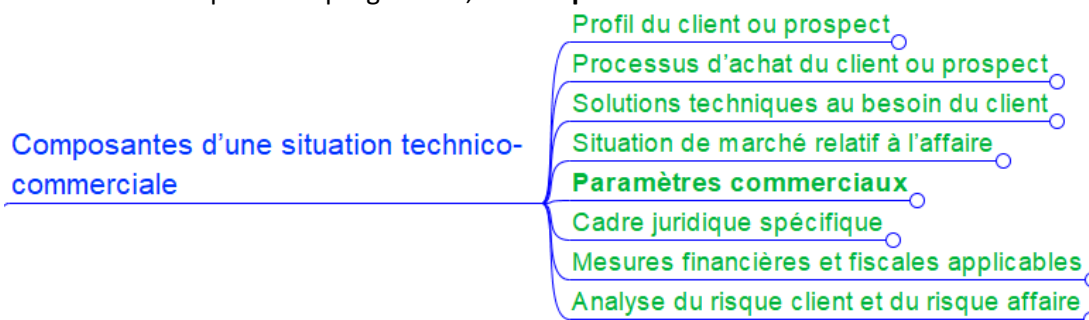 Profil du client ou prospect
Processus d'achat du client ou prospect
Solutions techniques au besoin du client
Situation de marché relatif à l'affaire
Composantes d'une situation technico-
commerciale
Paramètres commerciaux
Cadre juridique spécifique
Mesures financières et fiscales applicables
Analyse du risque client et du risque affaire